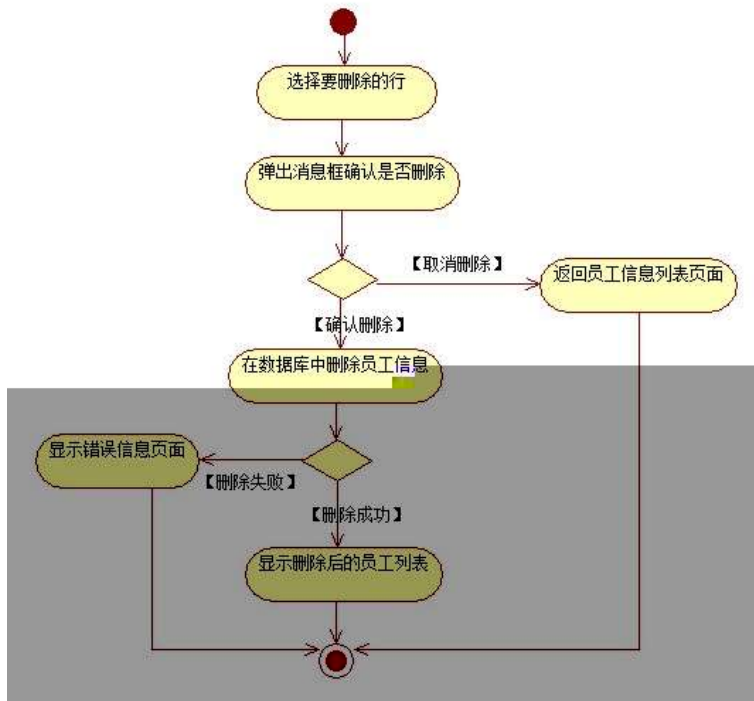 选择要删除的行
弹出消息框确认是否删除
【取消删除】
返回员工信息列表页面
【确认删除】
在数据库中删除员工信息
显示错误信息页面
【删除失败】
【删除成功】
显示删除后的员工列表